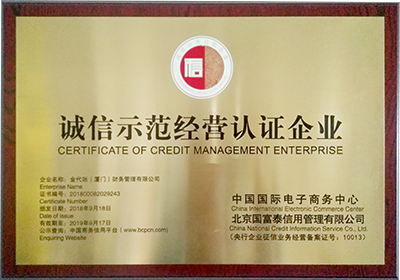 信
诚信示范经营认证企业
CERTIFICATE OF CREDIT MANAGEMENT ENTERPRISE
企业名称：金代账（厦门）财务管理有限公司
Enterprise Name
证书编号：201800082029243
Certificate Number
颁发日期：2018年9月18日
Date of Issue
有效期至：2019年9月17日
公示查询：中国商务信用平台（www.bcpcn.com）
Enquiring Website
中国国际电子商务中心
China International Electronic Commerce Center
北京国富泰信用管理有限公司
China National Credit Information Service Co., Ltd.
（央行企业征信业务经营备案证号：10013）